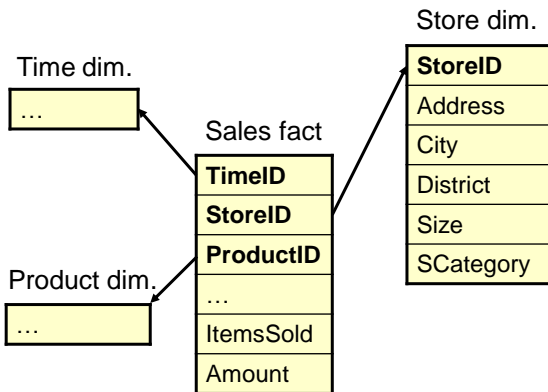 Store dim.
StoreID
Address
City
District
Size
SCategory
Time dim.
…
Sales fact
TimeID
StoreID
ProductID
…
ItemsSold
Amount
Product dim.
…